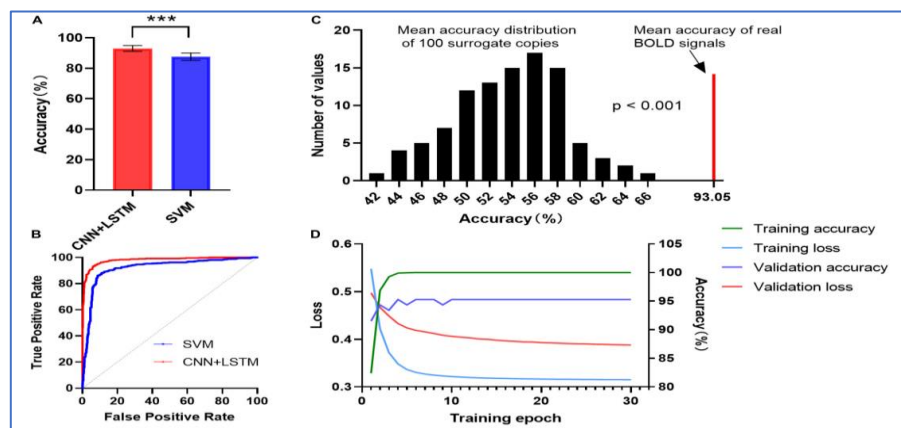 A
***
100
80
60
40
20
0
Accuracy(%)
CNN+LSTM
SVM
B
100
80
60
40
20
0
True Positive Rate
SVM
CNN+LSTM
0 20 40 60 80 100
False Positive Rate
C
Mean accuracy distribution
of 100 surrogate copies
Mean accuracy of real
BOLD signals
p < 0.001
20
15
10
5
0
Number of values
42 44 46 48 50 52 54 56 58 60 62 64 66
93.05
Accuracy(%)
D
0.6
0.5
0.4
0.3
Loss
105
100
95
90
85
80
Accuracy(%)
0 10 20 30
Training epoch
Training accuracy
Training loss
Validation accuracy
Validation loss